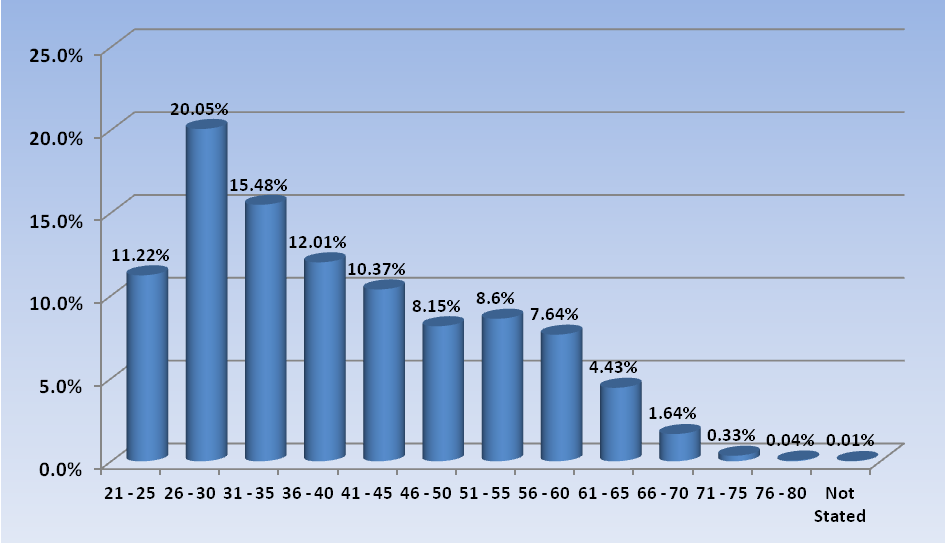 25.0%
20.0%
15.0%
10.0%
5.0%
0.0%
11.22%
20.05%
15.48%
12.01%
10.37%
8.15%
8.6%
7.64%
4.43%
1.64%
0.33%
0.04%
0.01%
21 - 25
26 - 30
31 - 35
36 - 40
41 - 45
46 - 50
51 - 55
56 - 60
61 - 65
66 - 70
71 - 75
76 - 80
Not
Stated